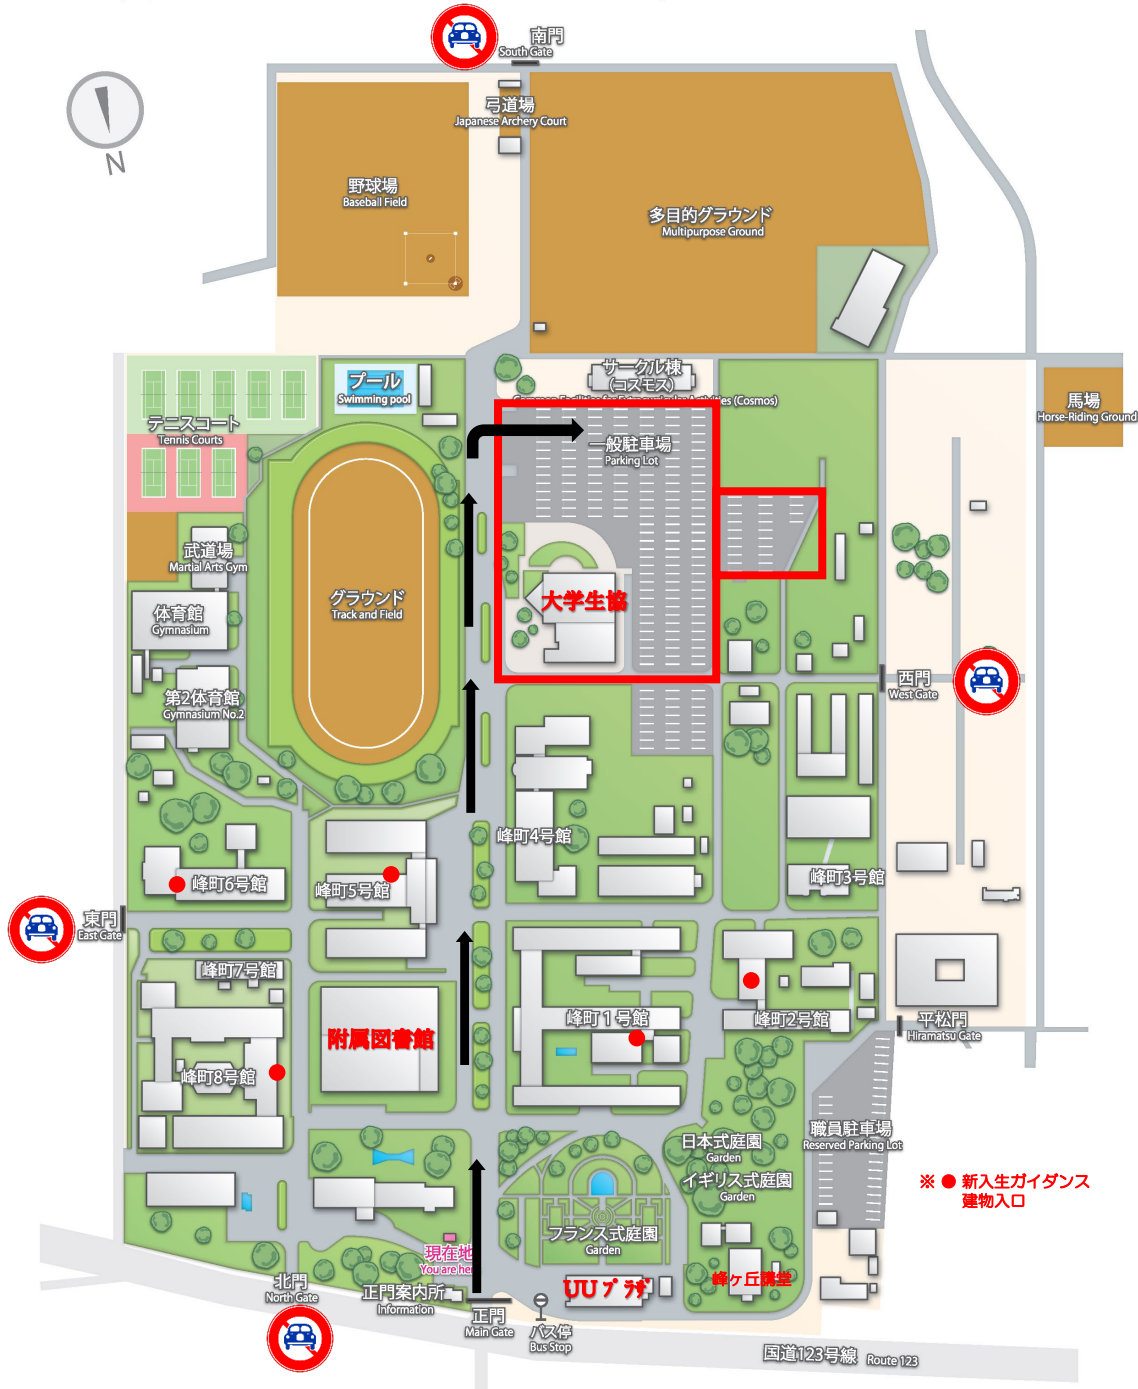 南門
South Gate
N
弓道場
Japanese Archery Court
野球場
Baseball Field
多目的グラウンド
Multipurpose Ground
サークル棟
(コスモス)
Common Facilities for Extracurricular Activities (Cosmos)
プール
Swimming pool
馬場
Horse-Riding Ground
テニスコート
Tennis Courts
一般駐車場
Parking Lot
武道場
Martial Arts Gym
体育館
Gymnasium
グラウンド
Track and Field
大学生協
第2体育館
Gymnasium No.2
西門
West Gate
峰町4号館
峰町3号館
峰町6号館
峰町5号館
東門
East Gate
峰町7号館
峰町1号館
峰町2号館
平松門
Hiramatsu Gate
附属図書館
峰町8号館
職員駐車場
Reserved Parking Lot
日本式庭園
Garden
イギリス式庭園
Garden
※ ● 新入生ガイダンス
建物入口
フランス式庭園
Garden
現在地
You are here
北門
North Gate
正門案内所
Information
UUプラザ
峰ヶ丘講堂
正門
Main Gate
バス停
Bus Stop
国道123号線 Route 123